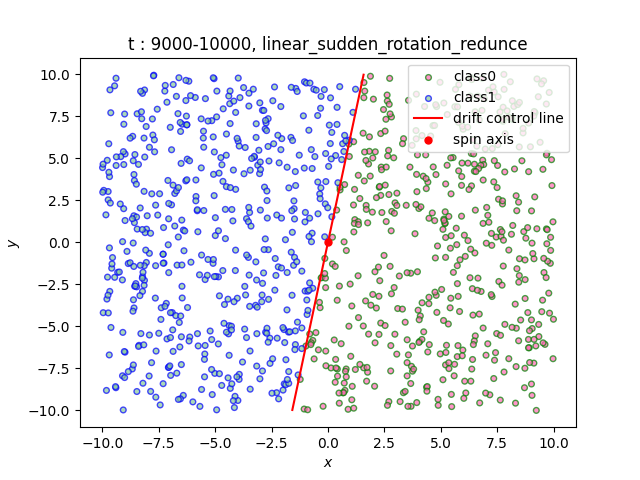 t : 9000-10000, linear_sudden_rotation_redunce
class0
class1
drift control line
spin axis
10.0
7.5
5.0
2.5
0.0
−2.5
−5.0
−7.5
−10.0
y
−10.0 −7.5 −5.0 −2.5 0.0 2.5 5.0 7.5 10.0
x